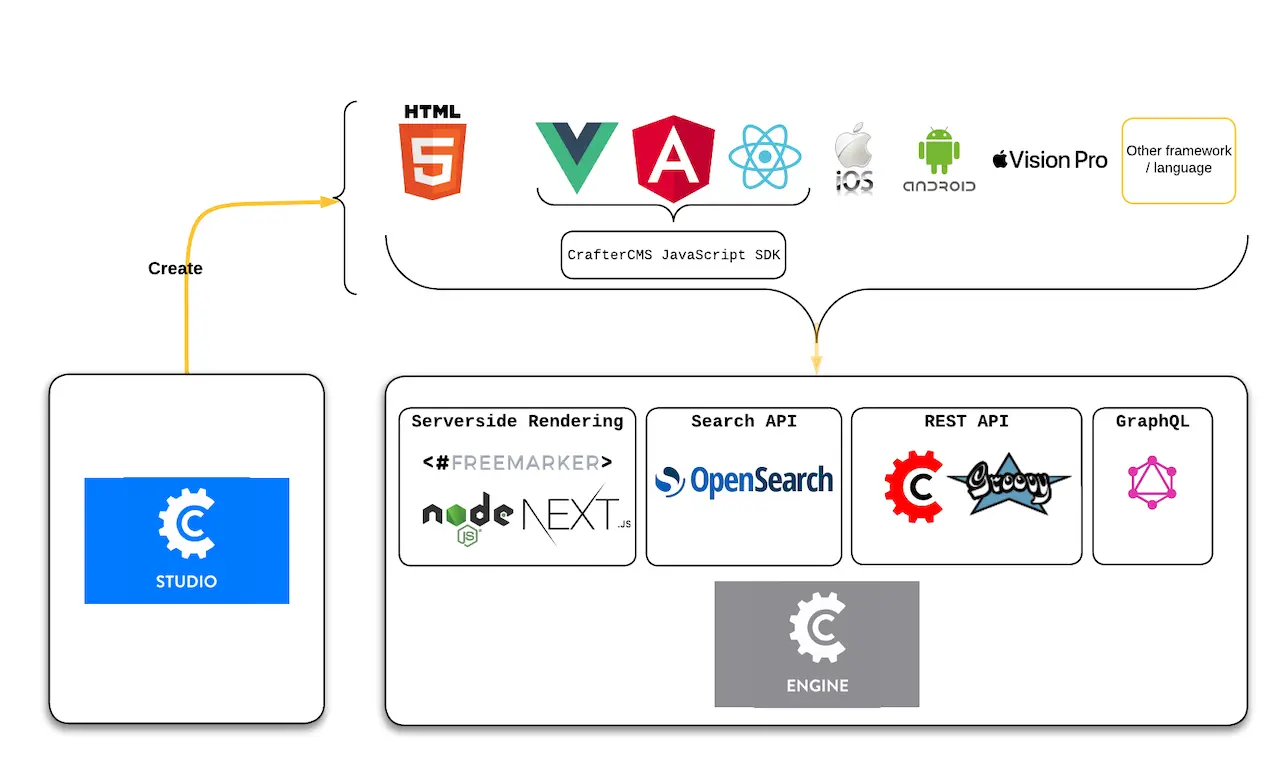 HTML
5
A
iOS
ANDROID
Vision Pro
Other framework
/ language
CrafterCMS JavaScript SDK
Create
C
STUDIO
Serverside Rendering
<#FREEMARKER>
node
JS
NEXT.JS
Search API
OpenSearch
REST API
C
Groovy
GraphQL
C
ENGINE